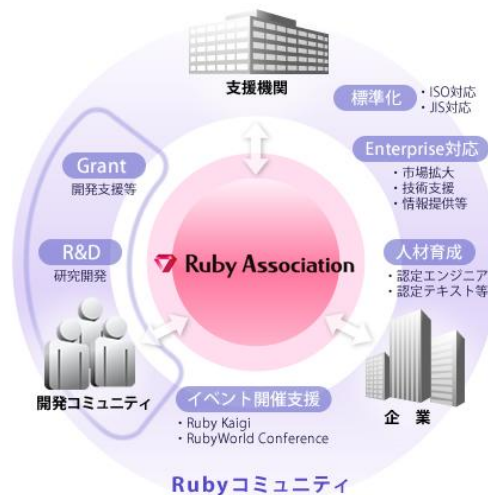 支援機関
標準化
・ISO対応
・JIS対応
Enterprise対応
・市場拡大
・技術支援
・情報提供等
Grant
開発支援等
R&D
研究開発
Ruby Association
人材育成
・認定エンジニア
・認定テキスト等
開発コミュニティ
イベント開催支援
・Ruby Kaigi
・RubyWorld Conference
企 業
Rubyコミュニティ